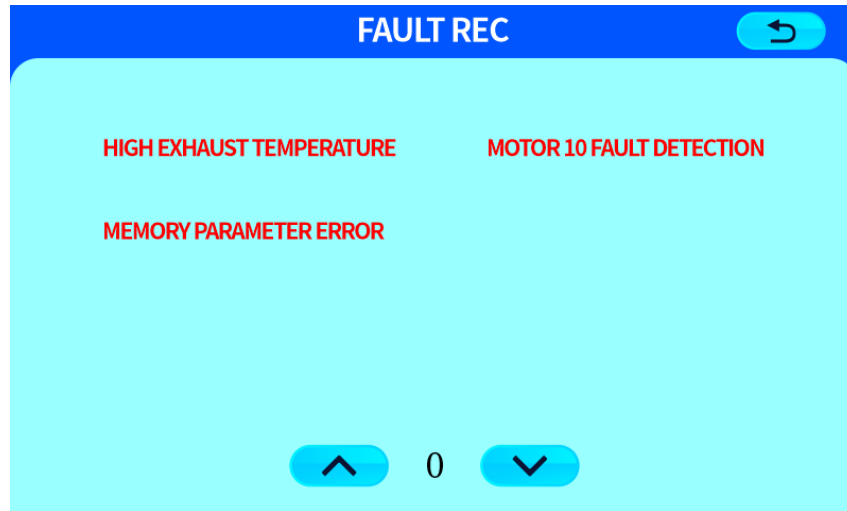 FAULT REC
HIGH EXHAUST TEMPERATURE MOTOR 10 FAULT DETECTION
MEMORY PARAMETER ERROR
0